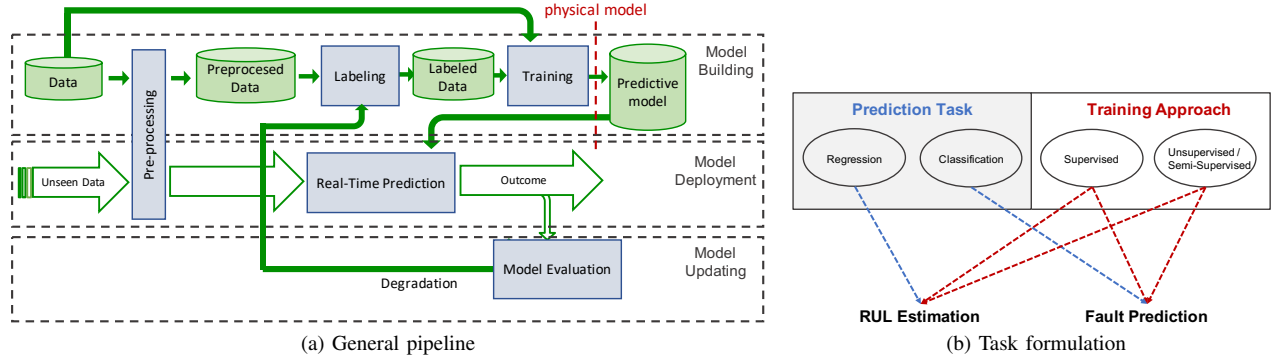 physical model
Model
Building
Data
Pre-processing
Preprocesed
Data
Labeling
Labeled
Data
Training
Predictive
model
Model
Deployment
Unseen Data
Real-Time Prediction
Outcome
Model
Updating
Model Evaluation
Degradation
(a) General pipeline
Prediction Task
Training Approach
Regression
Classification
Supervised
Unsupervised /
Semi-Supervised
RUL Estimation
Fault Prediction
(b) Task formulation